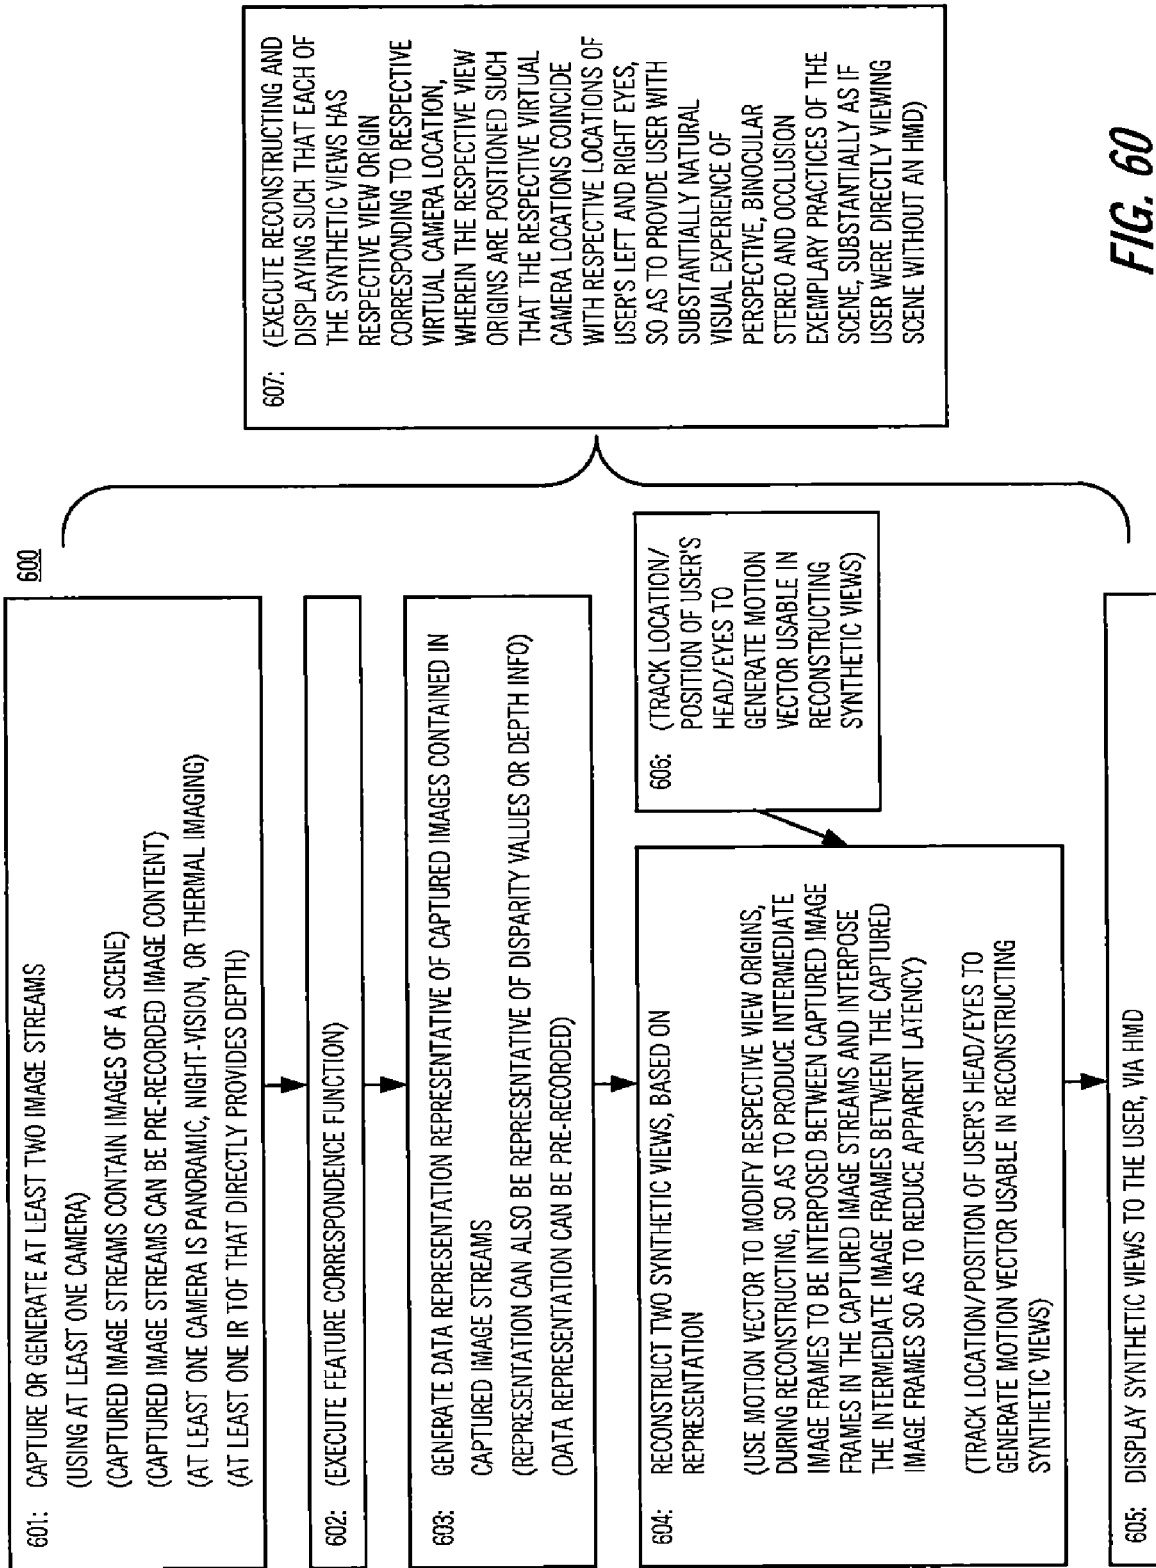 600
601: CAPTURE OR GENERATE AT LEAST TWO IMAGE STREAMS
(USING AT LEAST ONE CAMERA)
(CAPTURED IMAGE STREAMS CONTAIN IMAGES OF A SCENE)
(CAPTURED IMAGE STREAMS CAN BE PRE-RECORDED IMAGE CONTENT)
(AT LEAST ONE CAMERA IS PANORAMIC, NIGHT-VISION, OR THERMAL IMAGING)
(AT LEAST ONE IR TOF THAT DIRECTLY PROVIDES DEPTH)
602: (EXECUTE FEATURE CORRESPONDENCE FUNCTION)
603: GENERATE DATA REPRESENTATION REPRESENTATIVE OF CAPTURED IMAGES CONTAINED IN
CAPTURED IMAGE STREAMS
(REPRESENTATION CAN ALSO BE REPRESENTATIVE OF DISPARITY VALUES OR DEPTH INFO)
(DATA REPRESENTATION CAN BE PRE-RECORDED)
604: RECONSTRUCT TWO SYNTHETIC VIEWS, BASED ON
REPRESENTATION
(USE MOTION VECTOR TO MODIFY RESPECTIVE VIEW ORIGINS,
DURING RECONSTRUCTING, SO AS TO PRODUCE INTERMEDIATE
IMAGE FRAMES TO BE INTERPOSED BETWEEN CAPTURED IMAGE
FRAMES IN THE CAPTURED IMAGE STREAMS AND INTERPOSE
THE INTERMEDIATE IMAGE FRAMES BETWEEN THE CAPTURED
IMAGE FRAMES SO AS TO REDUCE APPARENT LATENCY)
(TRACK LOCATION/POSITION OF USER'S HEAD/EYES TO
GENERATE MOTION VECTOR USABLE IN RECONSTRUCTING
SYNTHETIC VIEWS)
606: (TRACK LOCATION/
POSITION OF USER'S
HEAD/EYES TO
GENERATE MOTION
VECTOR USABLE IN
RECONSTRUCTING
SYNTHETIC VIEWS)
605: DISPLAY SYNTHETIC VIEWS TO THE USER, VIA HMD
607: (EXECUTE RECONSTRUCTING AND
DISPLAYING SUCH THAT EACH OF
THE SYNTHETIC VIEWS HAS
RESPECTIVE VIEW ORIGIN
CORRESPONDING TO RESPECTIVE
VIRTUAL CAMERA LOCATION,
WHEREIN THE RESPECTIVE VIEW
ORIGINS ARE POSITIONED SUCH
THAT THE RESPECTIVE VIRTUAL
CAMERA LOCATIONS COINCIDE
WITH RESPECTIVE LOCATIONS OF
USER'S LEFT AND RIGHT EYES,
SO AS TO PROVIDE USER WITH
SUBSTANTIALLY NATURAL
VISUAL EXPERIENCE OF
PERSPECTIVE, BINOCULAR
STEREO AND OCCLUSION
EXEMPLARY PRACTICES OF THE
SCENE, SUBSTANTIALLY AS IF
USER WERE DIRECTLY VIEWING
SCENE WITHOUT AN HMD)
FIG. 60